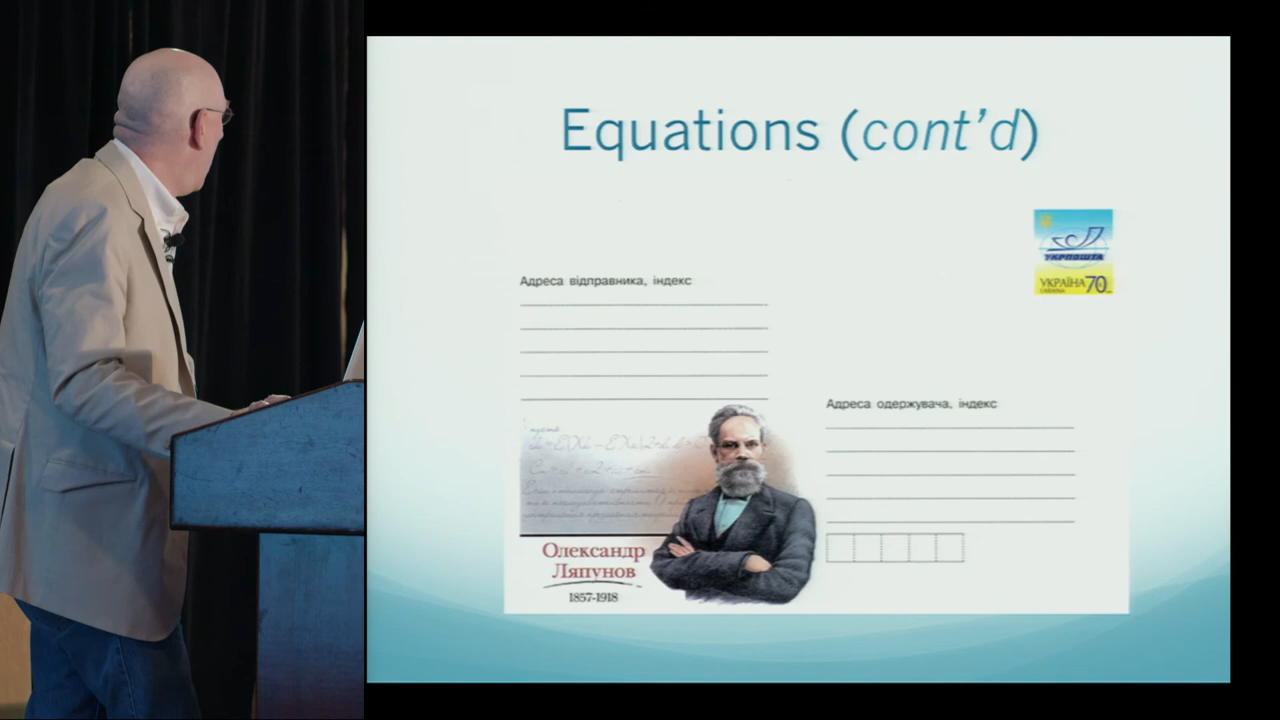 Equations (cont'd)
УКРПОШТА
УКРАЇНА 70
Адреса відправника, індекс
Адреса одержувача, індекс
Олександр
Ляпунов
1857-1918